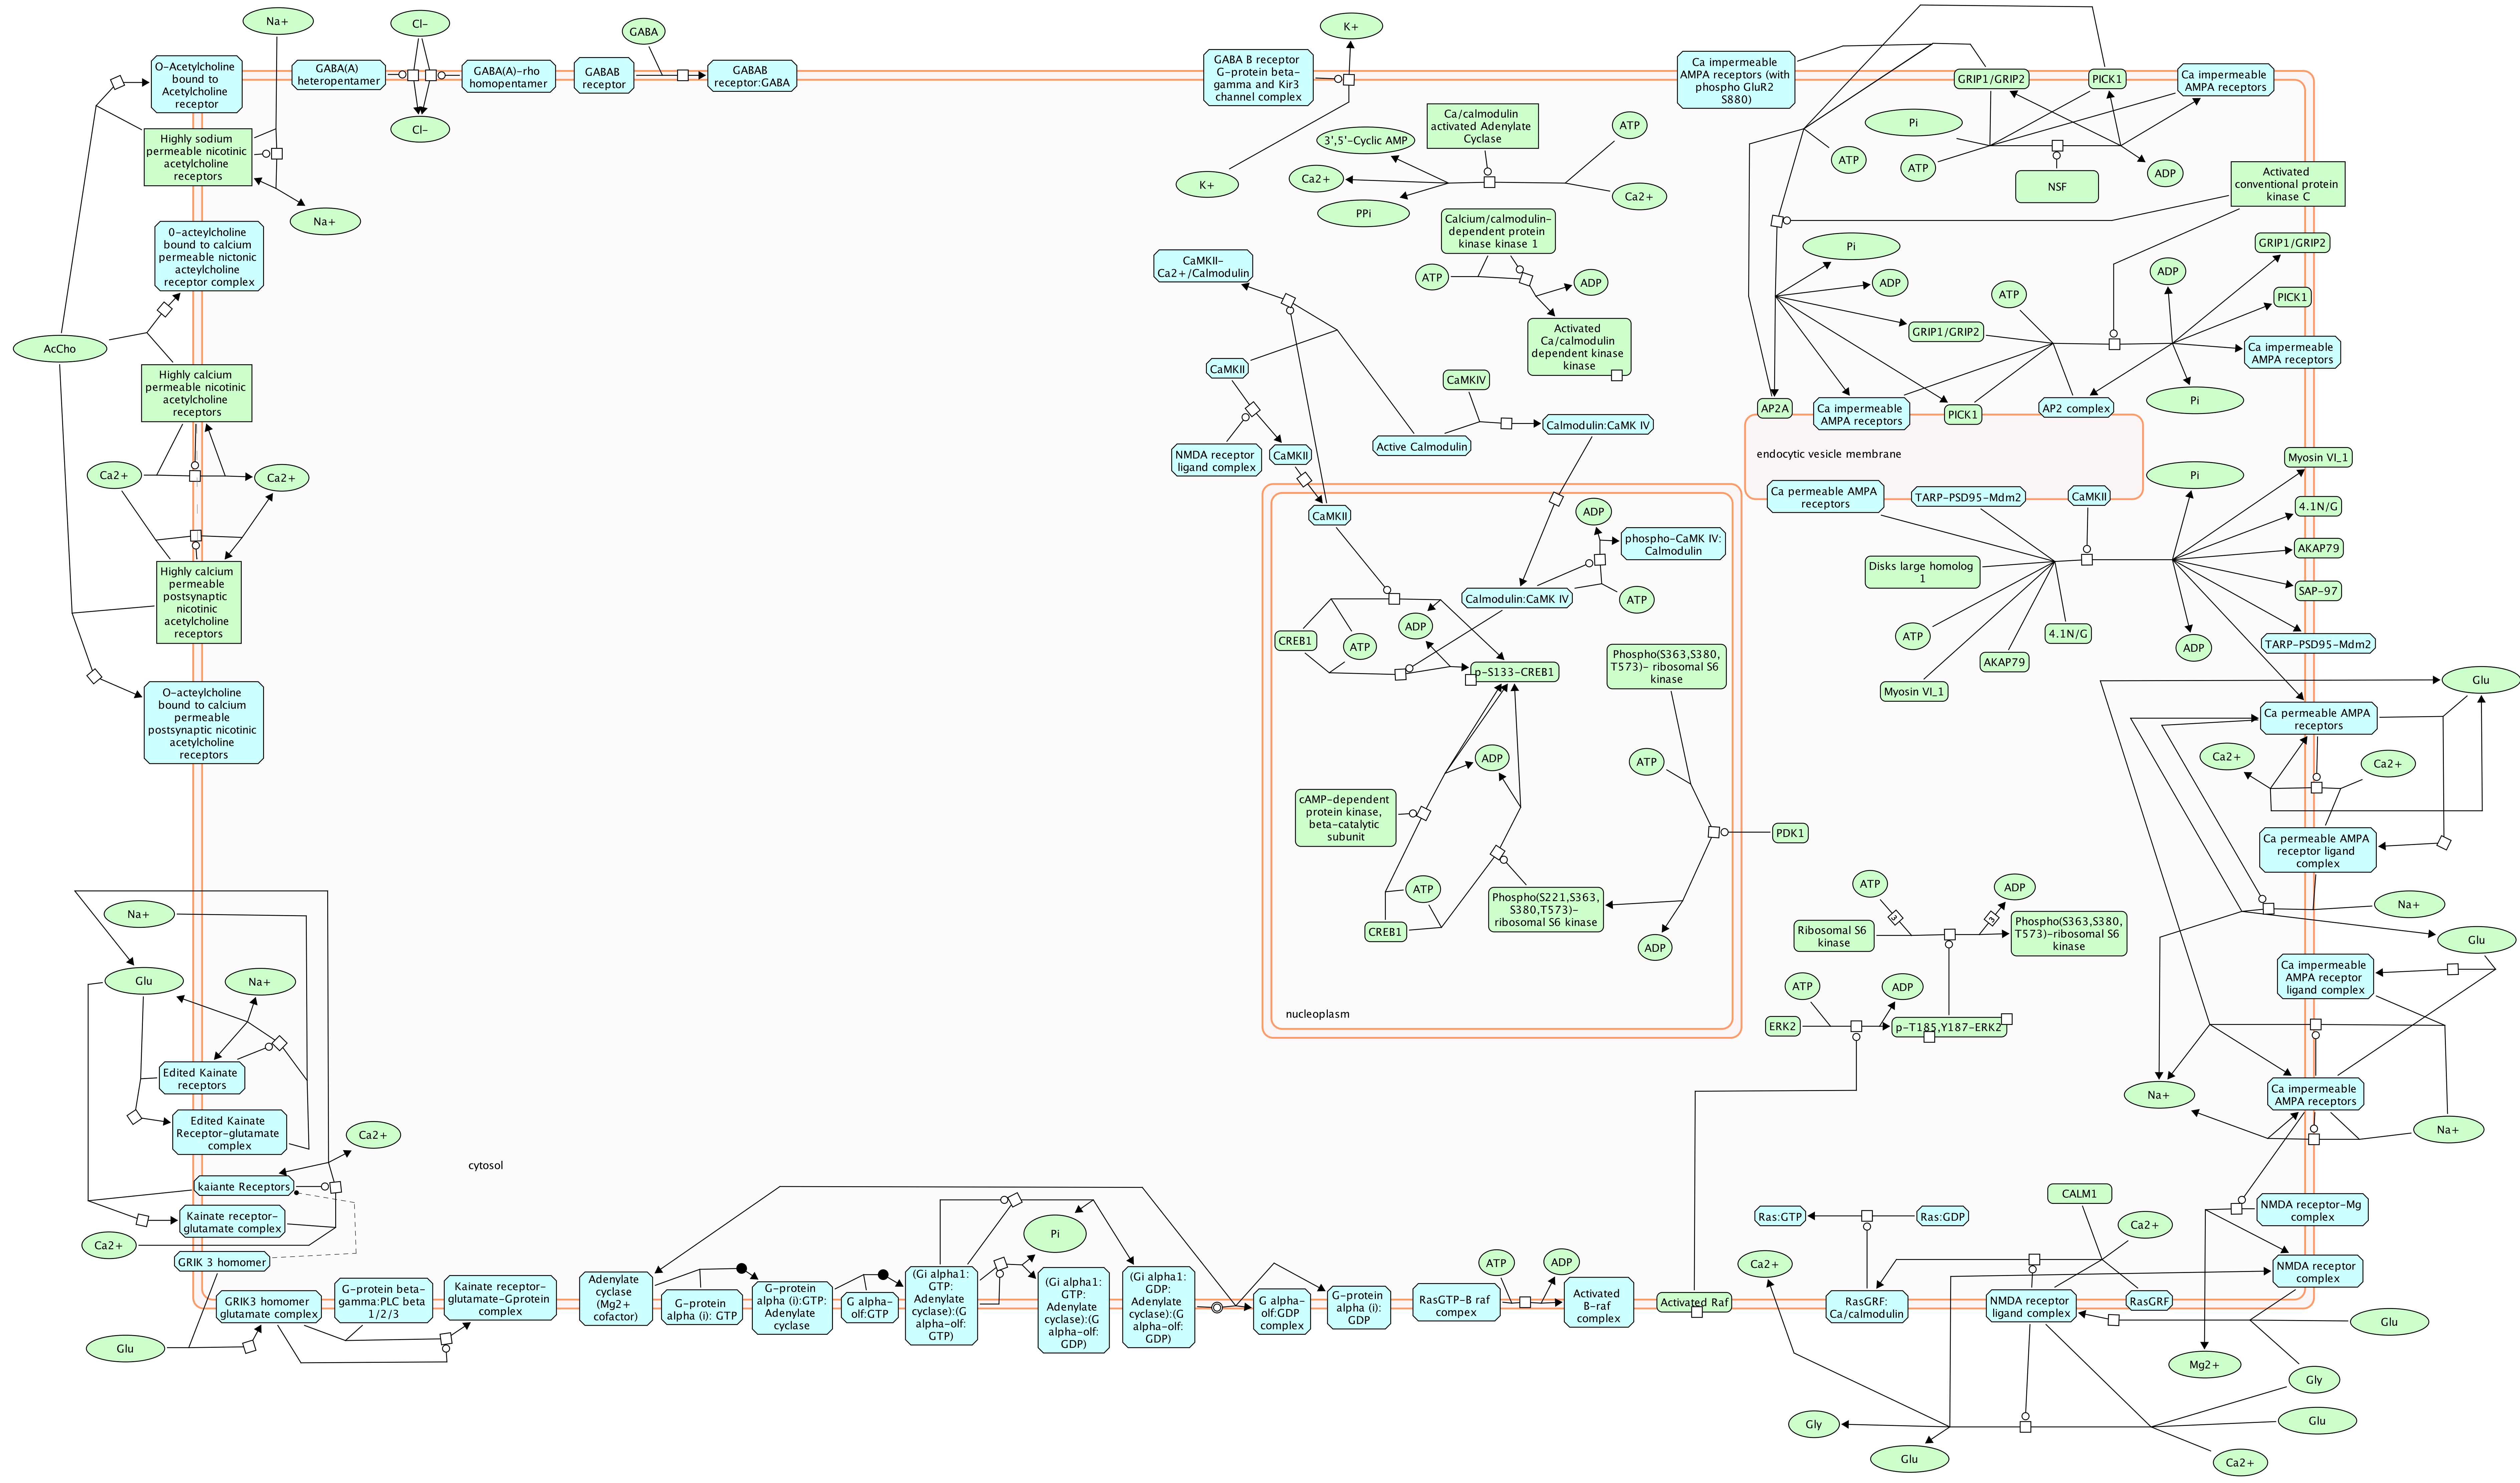 Na+
Cl-
GABA
K+
O-Acetylcholine
bound to
Acetylcholine
receptor
GABA(A)
heteropentamer
GABA(A)-rho
homopentamer
GABAB
receptor
GABAB
receptor:GABA
GABA B receptor
G-protein beta-
gamma and Kir3
channel complex
Ca impermeable
AMPA receptors (with
phospho GluR2
S880)
GRIP1/GRIP2
PICK1
Ca impermeable
AMPA receptors
Cl-
Highly sodium
permeable nicotinic
acetylcholine
receptors
Na+
K+
3',5'-Cyclic AMP
Ca/calmodulin
activated Adenylate
Cyclase
ATP
Ca2+
PPi
Ca2+
Pi
ATP
ATP
NSF
ADP
Activated
conventional protein
kinase C
0-acteylcholine
bound to calcium
permeable nictonic
acteylcholine
receptor complex
CaMKII-
Ca2+/Calmodulin
Calcium/calmodulin-
dependent protein
kinase kinase 1
ATP
ADP
Activated
Ca/calmodulin
dependent kinase
kinase
Pi
ADP
GRIP1/GRIP2
ATP
ADP
GRIP1/GRIP2
PICK1
Ca impermeable
AMPA receptors
Pi
AcCho
Highly calcium
permeable nicotinic
acetylcholine
receptors
CaMKII
CaMKIV
NMDA receptor
ligand complex
CaMKII
Active Calmodulin
Calmodulin:CaMK IV
AP2A
Ca impermeable
AMPA receptors
PICK1
AP2 complex
endocytic vesicle membrane
Ca2+
Ca2+
Ca permeable AMPA
receptors
TARP-PSD95-Mdm2
CaMKII
Pi
Myosin VI_1
4.1N/G
AKAP79
SAP-97
TARP-PSD95-Mdm2
ADP
Disks large homolog
1
ATP
Myosin VI_1
AKAP79
4.1N/G
Highly calcium
permeable
postsynaptic
nicotinic
acetylcholine
receptors
CaMKII
ADP
phospho-CaMK IV:
Calmodulin
Calmodulin:CaMK IV
ATP
CREB1
ATP
ADP
p-S133-CREB1
Phospho(S363,S380,
T573)- ribosomal S6
kinase
O-acteylcholine
bound to calcium
permeable
postsynaptic nicotinic
acetylcholine
receptors
ADP
ATP
cAMP-dependent
protein kinase,
beta-catalytic
subunit
PDK1
ATP
CREB1
Phospho(S221,S363,
S380,T573)-
ribosomal S6 kinase
ADP
nucleoplasm
Glu
Ca permeable AMPA
receptors
Ca2+
Ca2+
Ca permeable AMPA
receptor ligand
complex
Na+
Glu
Ca impermeable
AMPA receptor
ligand complex
Ca impermeable
AMPA receptors
Na+
Na+
ATP
3
3
ADP
Ribosomal S6
kinase
Phospho(S363,S380,
T573)-ribosomal S6
kinase
ATP
ADP
ERK2
p-T185,Y187-ERK2
Na+
Glu
Na+
Edited Kainate
receptors
Edited Kainate
Receptor-glutamate
complex
Ca2+
kaiante Receptors
Kainate receptor-
glutamate complex
Ca2+
GRIK 3 homomer
cytosol
GRIK3 homomer
glutamate complex
G-protein beta-
gamma:PLC beta
1/2/3
Kainate receptor-
glutamate-Gprotein
complex
Glu
Adenylate
cyclase
(Mg2+
cofactor)
G-protein
alpha (i): GTP
G-protein
alpha (i):GTP:
Adenylate
cyclase
G alpha-
olf:GTP
(Gi alpha1:
GTP:
Adenylate
cyclase):(G
alpha-olf:
GTP)
Pi
(Gi alpha1:
GTP:
Adenylate
cyclase):(G
alpha-olf:
GDP)
(Gi alpha1:
GDP:
Adenylate
cyclase):(G
alpha-olf:
GDP)
G alpha-
olf:GDP
complex
G-protein
alpha (i):
GDP
RasGTP-B raf
compex
ATP
ADP
Activated
B-raf
complex
Activated Raf
Ras:GTP
Ras:GDP
CALM1
Ca2+
Ca2+
RasGRF:
Ca/calmodulin
NMDA receptor
ligand complex
RasGRF
NMDA receptor-Mg
complex
NMDA receptor
complex
Glu
Mg2+
Gly
Gly
Glu
Glu
Ca2+